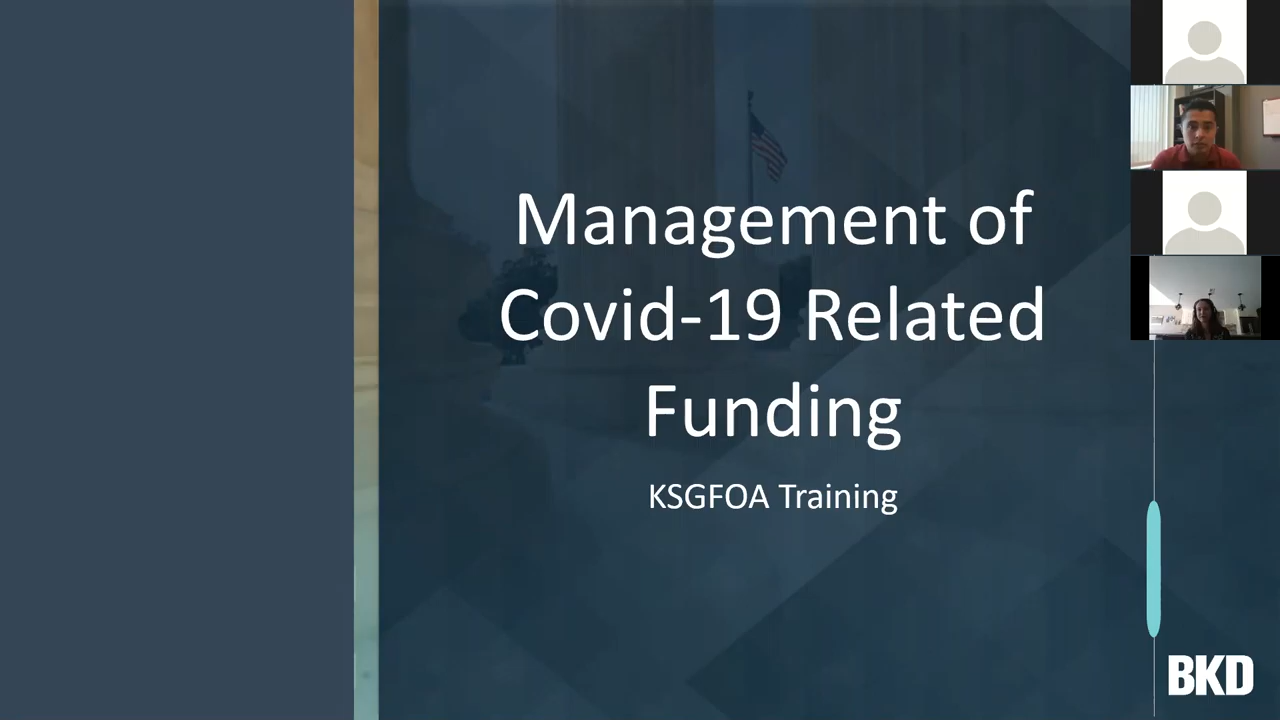 Management of
Covid-19 Related
Funding
KSGFOA Training
BKD